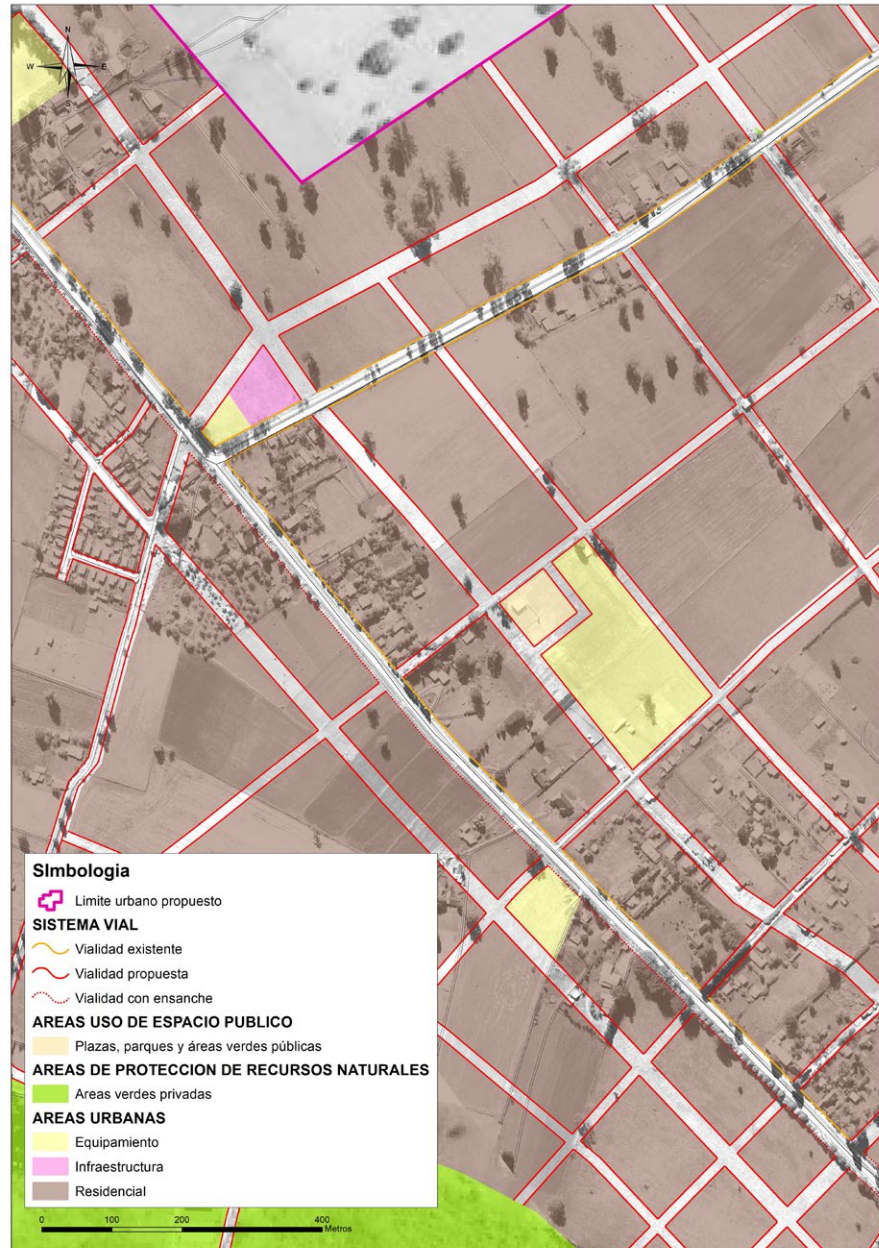 N
W E
S
SImbologia
Limite urbano propuesto
SISTEMA VIAL
Vialidad existente
Vialidad propuesta
Vialidad con ensanche
AREAS USO DE ESPACIO PUBLICO
Plazas, parques y áreas verdes públicas
AREAS DE PROTECCION DE RECURSOS NATURALES
Areas verdes privadas
AREAS URBANAS
Equipamiento
Infraestructura
Residencial
0 100 200 400
Metros